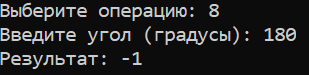 Выберите операцию: 8
Введите угол (градусы): 180
Результат: -1